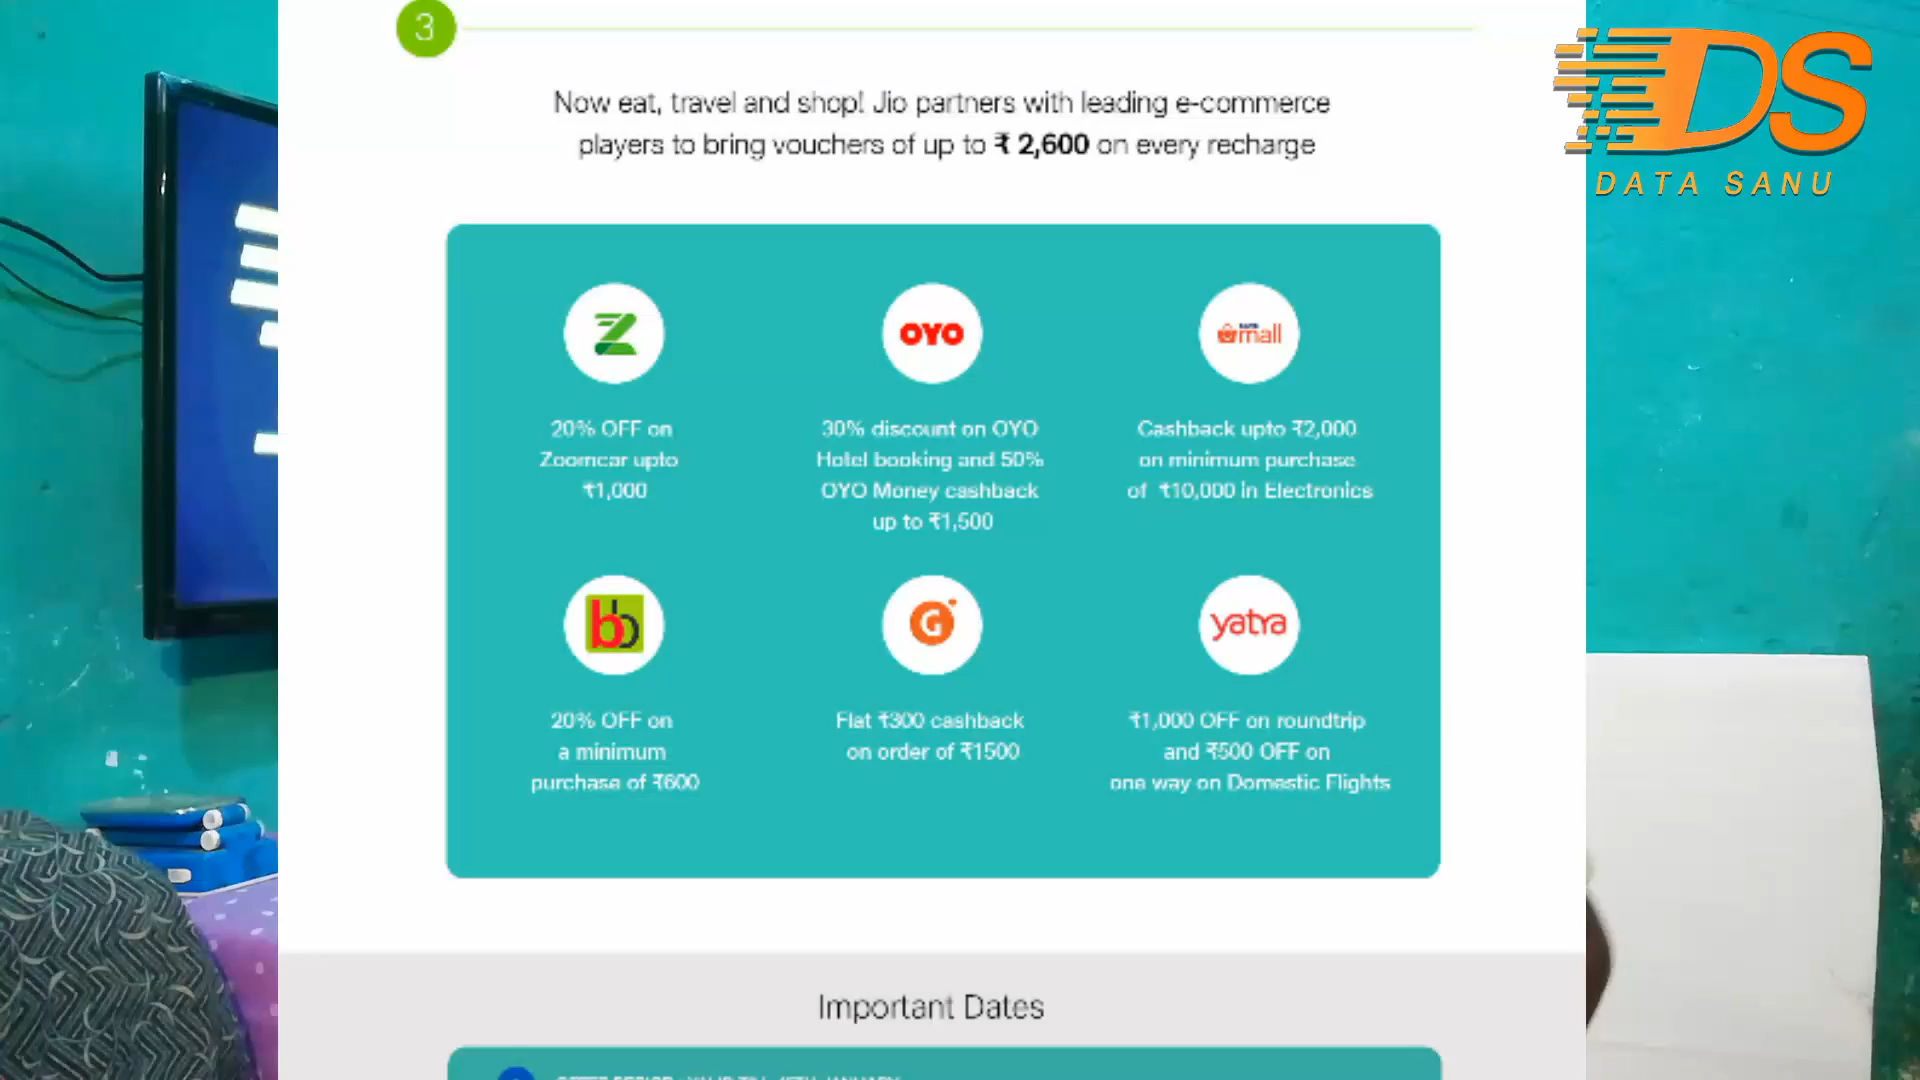 3
DS
DATA SANU
Now eat, travel and shop! Jio partners with leading e-commerce
players to bring vouchers of up to ₹ 2,600 on every recharge
Z
OYO
mall
20% OFF on
Zoomcar upto
₹1,000
30% discount on OYO
Hotel booking and 50%
OYO Money cashback
up to ₹1,500
Cashback upto ₹2,000
on minimum purchase
of ₹10,000 in Electronics
bb
G
yatra
20% OFF on
a minimum
purchase of ₹600
Flat ₹300 cashback
on order of ₹1500
₹1,000 OFF on roundtrip
and ₹500 OFF on
one way on Domestic Flights
Important Dates